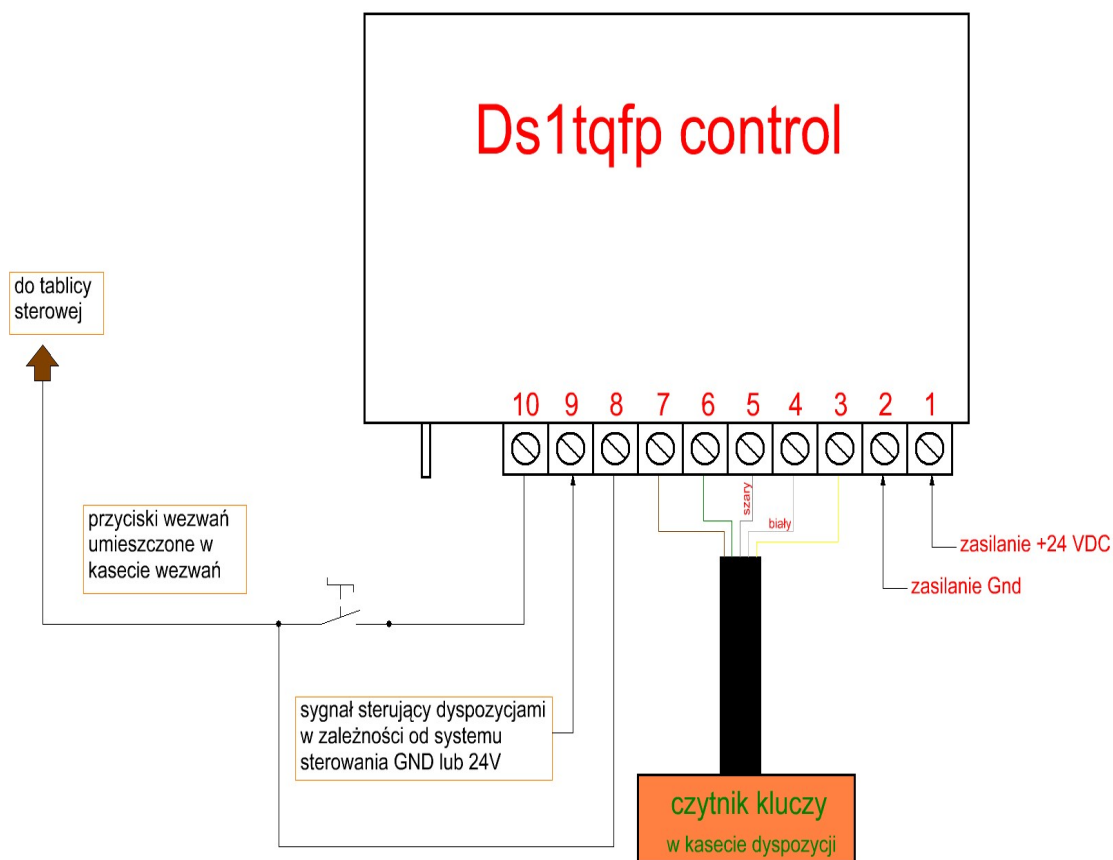 Ds1tqfp control
do tablicy
sterowej
10 9 8 7 6 5 4 3 2 1
szary
biały
przyciski wezwań
umieszczone w
kasecie wezwań
zasilanie +24 VDC
zasilanie Gnd
sygnał sterujący dyspozycjami
w zależności od systemu
sterowania GND lub 24V
czytnik kluczy
w kasecie dyspozycji